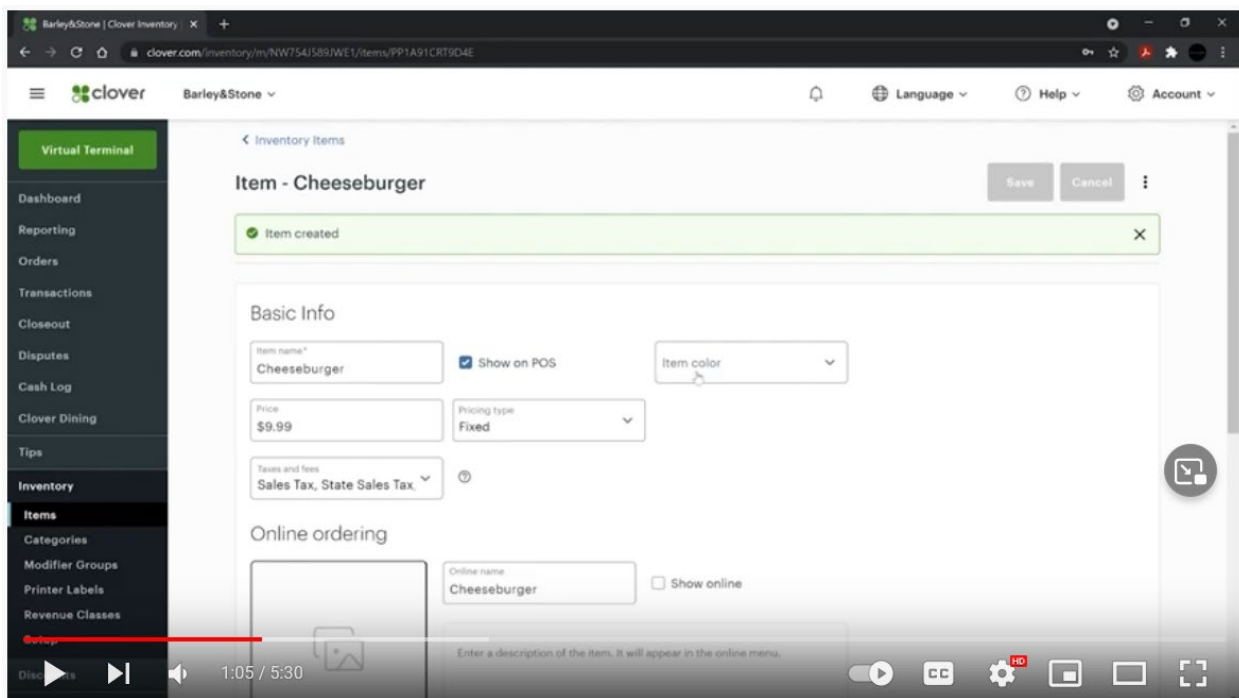 Barley&Stone | Clover Inventory
clover.com/inventory/m/NW754J589JWE1/items/PP1A91CRT9D4E
clover
Barley&Stone
Language
Help
Account
Virtual Terminal
Dashboard
Reporting
Orders
Transactions
Closeout
Disputes
Cash Log
Clover Dining
Tips
Inventory
Items
Categories
Modifier Groups
Printer Labels
Revenue Classes
Setup
Inventory Items
Item - Cheeseburger
Save
Cancel
Item created
Basic Info
Item name*
Cheeseburger
Show on POS
Item color
Price
$9.99
Pricing type
Fixed
Taxes and fees
Sales Tax, State Sales Tax,
Online ordering
Online name
Cheeseburger
Show online
Enter a description of the item. It will appear in the online menu.
1:05 / 5:30
CC
HD